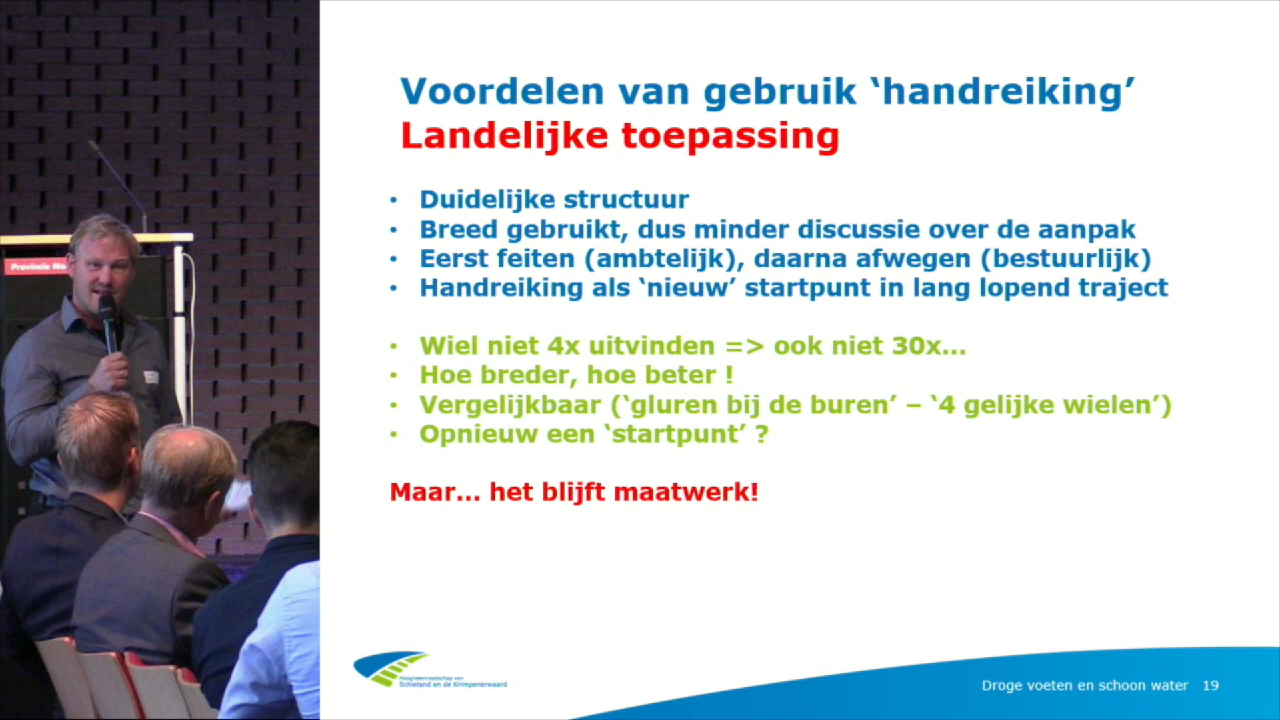 Voordelen van gebruik ‘handreiking’
Landelijke toepassing
• Duidelijke structuur
• Breed gebruikt, dus minder discussie over de aanpak
• Eerst feiten (ambtelijk), daarna afwegen (bestuurlijk)
• Handreiking als ‘nieuw’ startpunt in lang lopend traject
• Wiel niet 4x uitvinden => ook niet 30x...
• Hoe breder, hoe beter !
• Vergelijkbaar (‘gluren bij de buren’ – ‘4 gelijke wielen’)
• Opnieuw een ‘startpunt’ ?
Maar... het blijft maatwerk!
Provincie
Hoogheemraadschap van
Schieland en de Krimpenerwaard
Droge voeten en schoon water 19